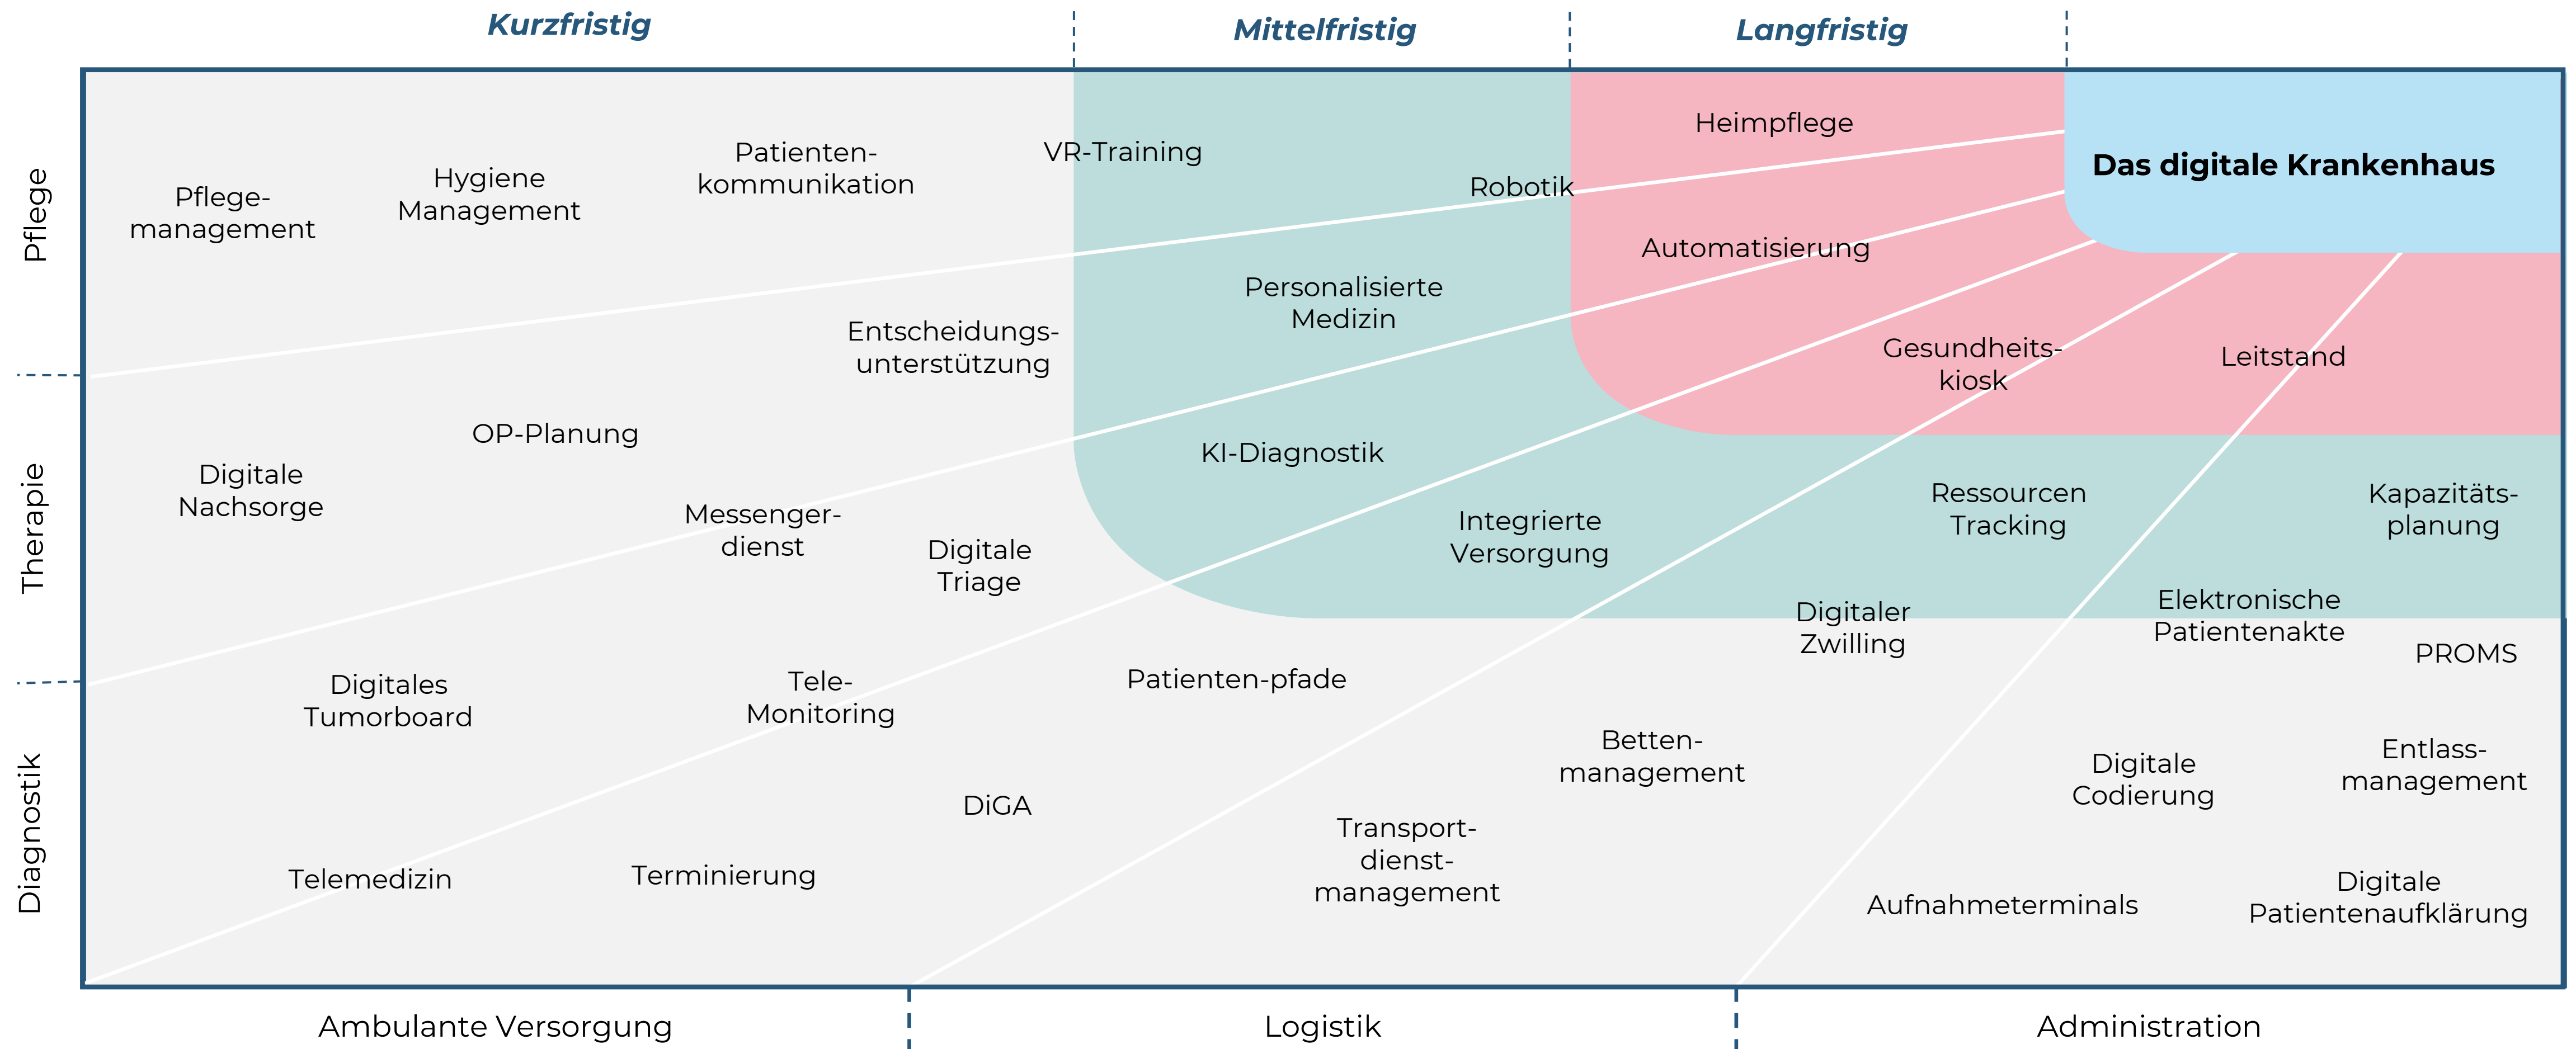 Kurzfristig
Mittelfristig
Langfristig
Pflege
Therapie
Diagnostik
Das digitale Krankenhaus
Pflege-
management
Hygiene
Management
Patienten-
kommunikation
VR-Training
Robotik
Heimpflege
Automatisierung
Personalisierte
Medizin
Entscheidungs-
unterstützung
OP-Planung
Digitale
Nachsorge
Messenger-
dienst
Digitale
Triage
KI-Diagnostik
Integrierte
Versorgung
Gesundheits-
kiosk
Leitstand
Ressourcen
Tracking
Kapazitäts-
planung
Digitaler
Zwilling
Elektronische
Patientenakte
PROMS
Digitales
Tumorboard
Tele-
Monitoring
Patienten-pfade
Betten-
management
Digitale
Codierung
Entlass-
management
DiGA
Transport-
dienst-
management
Telemedizin
Terminierung
Aufnahmeterminals
Digitale
Patientenaufklärung
Ambulante Versorgung
Logistik
Administration